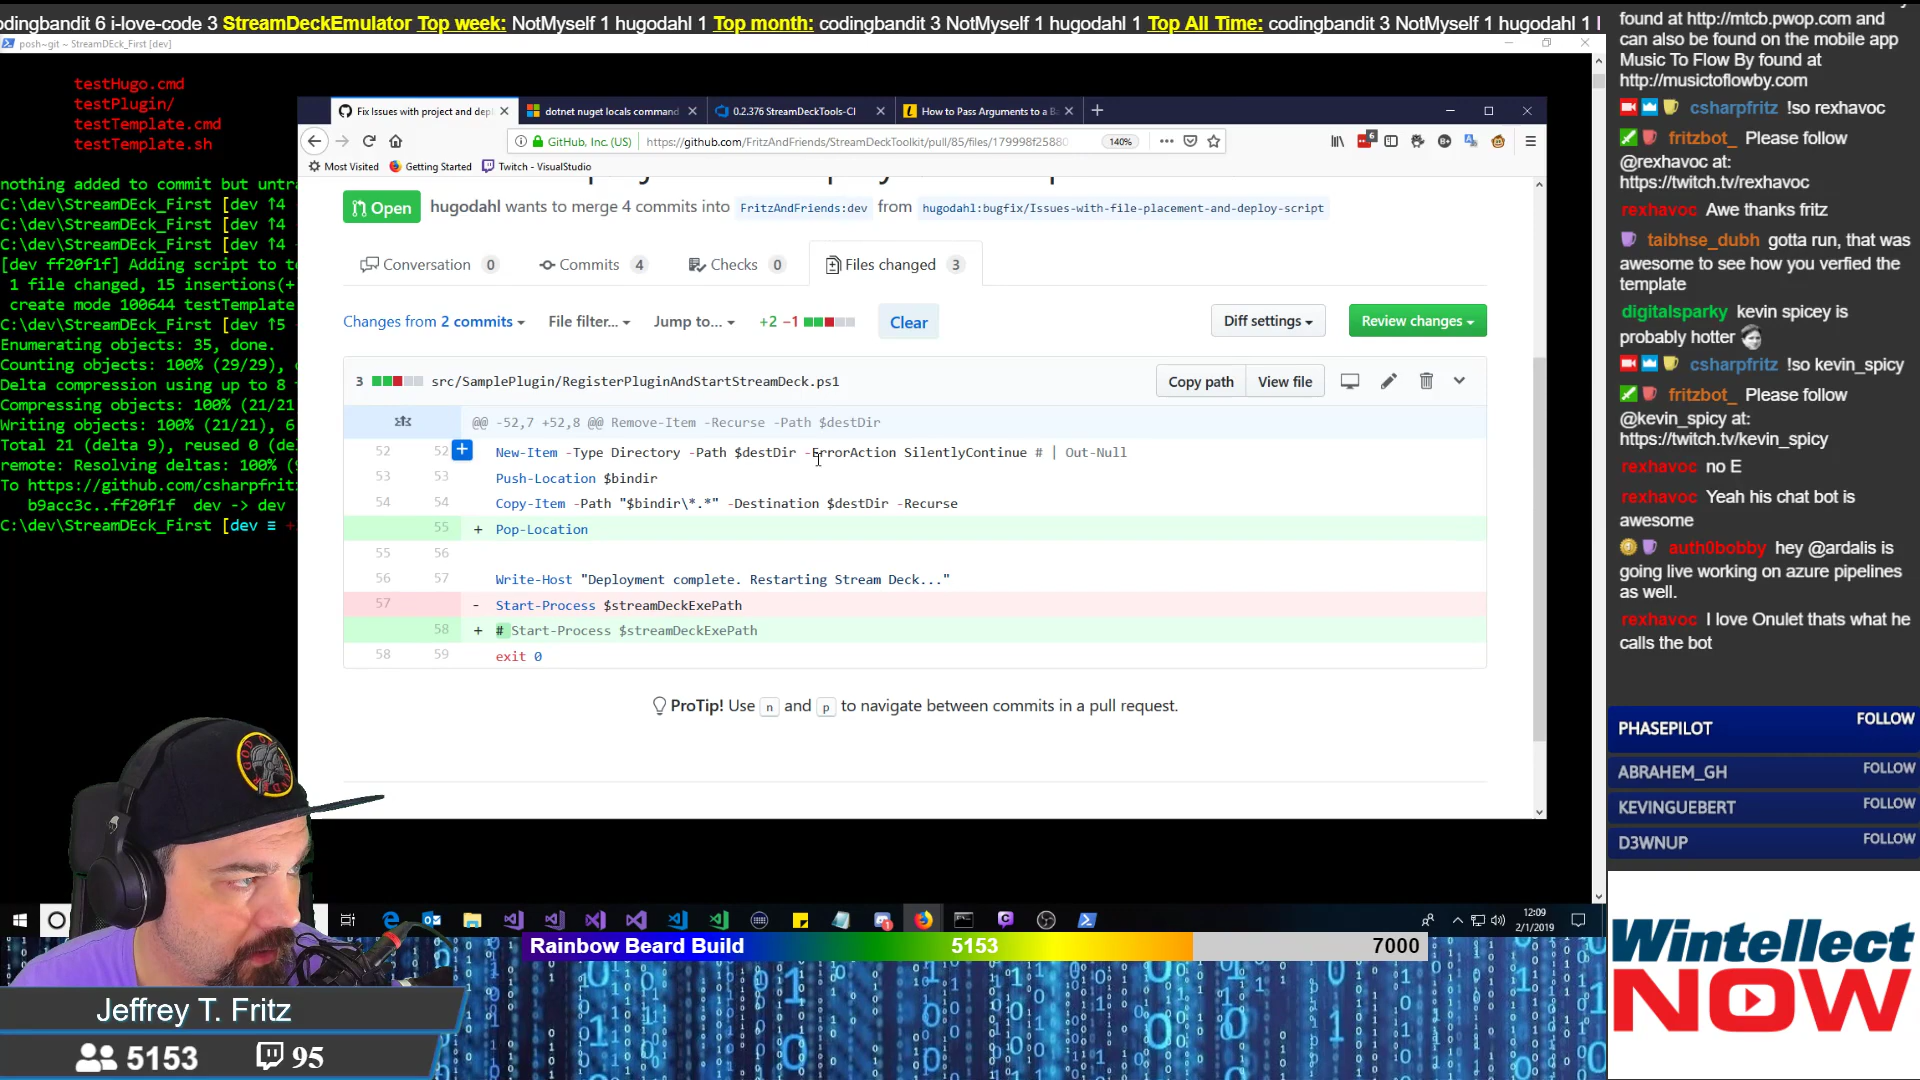 odingbandit 6 i-love-code 3 StreamDeckEmulator Top week: NotMyself 1 hugodahl 1 Top month: codingbandit 3 NotMyself 1 hugodahl 1 Top All Time: codingbandit 3 NotMyself 1 hugodahl 1
posh~git ~ StreamDEck_First [dev]
testHugo.cmd
testPlugin/
testTemplate.cmd
testTemplate.sh
nothing added to commit but untra
C:\dev\StreamDEck_First [dev ↑4
C:\dev\StreamDEck_First [dev ↑4
C:\dev\StreamDEck_First [dev ↑4
[dev ff20f1f] Adding script to te
1 file changed, 15 insertions(+
create mode 100644 testTemplate
C:\dev\StreamDEck_First [dev ↑5
Enumerating objects: 35, done.
Counting objects: 100% (29/29),
Delta compression using up to 8
Compressing objects: 100% (21/21
Writing objects: 100% (21/21), 6
Total 21 (delta 9), reused 0 (de
remote: Resolving deltas: 100% (
To https://github.com/csharpfrit
b9acc3c..ff20f1f dev -> dev
C:\dev\StreamDEck_First [dev ≡ +
Fix Issues with project and dep
dotnet nuget locals command
0.2.376 StreamDeckTools-CI
How to Pass Arguments to a Ba
GitHub, Inc. (US)
https://github.com/FritzAndFriends/StreamDeckToolkit/pull/85/files/179998f25880
140%
6
Most Visited
Getting Started
Twitch - VisualStudio
Open
hugodahl wants to merge 4 commits into FritzAndFriends:dev from hugodahl:bugfix/Issues-with-file-placement-and-deploy-script
Conversation 0
Commits 4
Checks 0
Files changed 3
Changes from 2 commits
File filter...
Jump to...
+2 −1
Clear
Diff settings
Review changes
3 src/SamplePlugin/RegisterPluginAndStartStreamDeck.ps1
Copy path
View file
@@ -52,7 +52,8 @@ Remove-Item -Recurse -Path $destDir
52 52 New-Item -Type Directory -Path $destDir -ErrorAction SilentlyContinue # | Out-Null
53 53 Push-Location $bindir
54 54 Copy-Item -Path "$bindir\*.*" -Destination $destDir -Recurse
55 + Pop-Location
55 56
56 57 Write-Host "Deployment complete. Restarting Stream Deck..."
57 - Start-Process $streamDeckExePath
58 + # Start-Process $streamDeckExePath
58 59 exit 0
ProTip! Use n and p to navigate between commits in a pull request.
found at http://mtcb.pwop.com and
can also be found on the mobile app
Music To Flow By found at
http://musictoflowby.com
csharpfritz !so rexhavoc
fritzbot_ Please follow
@rexhavoc at:
https://twitch.tv/rexhavoc
rexhavoc Awe thanks fritz
taibhse_dubh gotta run, that was
awesome to see how you verfied the
template
digitalsparky kevin spicey is
probably hotter
csharpfritz !so kevin_spicy
fritzbot_ Please follow
@kevin_spicy at:
https://twitch.tv/kevin_spicy
rexhavoc no E
rexhavoc Yeah his chat bot is
awesome
auth0bobby hey @ardalis is
going live working on azure pipelines
as well.
rexhavoc I love Onulet thats what he
calls the bot
PHASEPILOT FOLLOW
ABRAHEM_GH FOLLOW
KEVINGUEBERT FOLLOW
D3WNUP FOLLOW
12:09
2/1/2019
Rainbow Beard Build 5153 7000
Jeffrey T. Fritz
5153 95
Wintellect
NOW